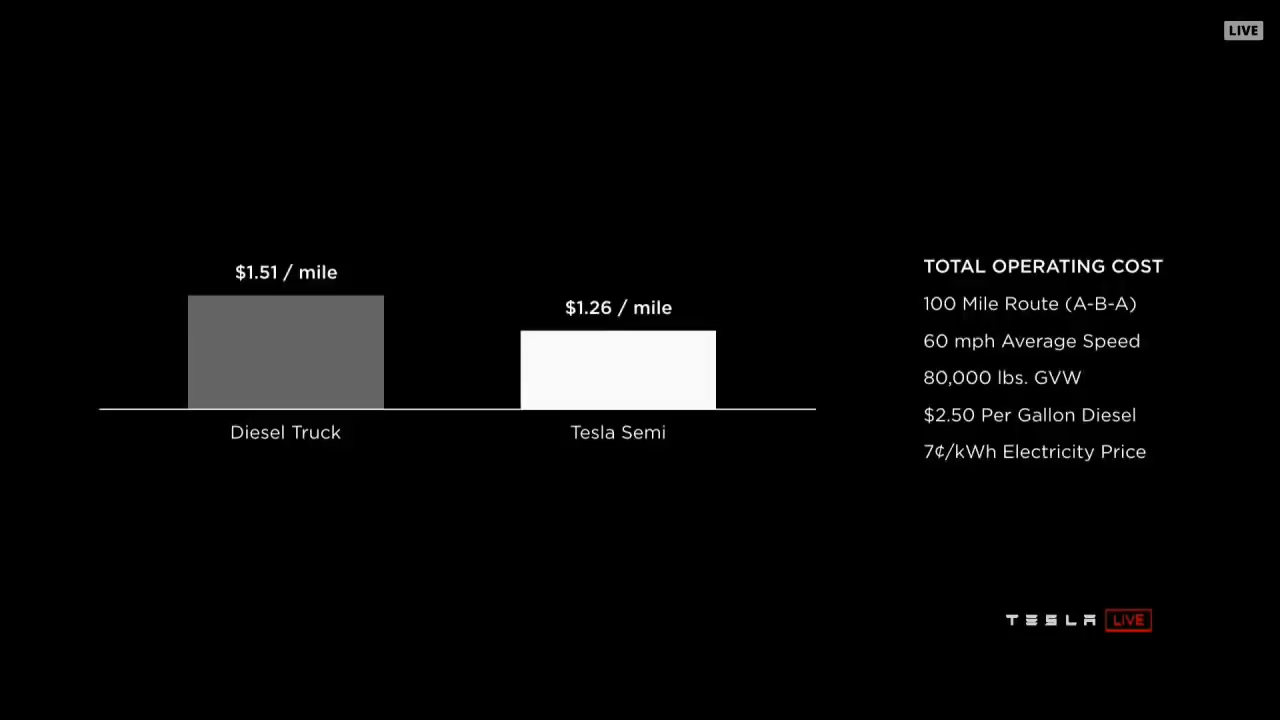 LIVE
$1.51 / mile
$1.26 / mile
Diesel Truck
Tesla Semi
TOTAL OPERATING COST
100 Mile Route (A-B-A)
60 mph Average Speed
80,000 lbs. GVW
$2.50 Per Gallon Diesel
7¢/kWh Electricity Price
TESLA LIVE